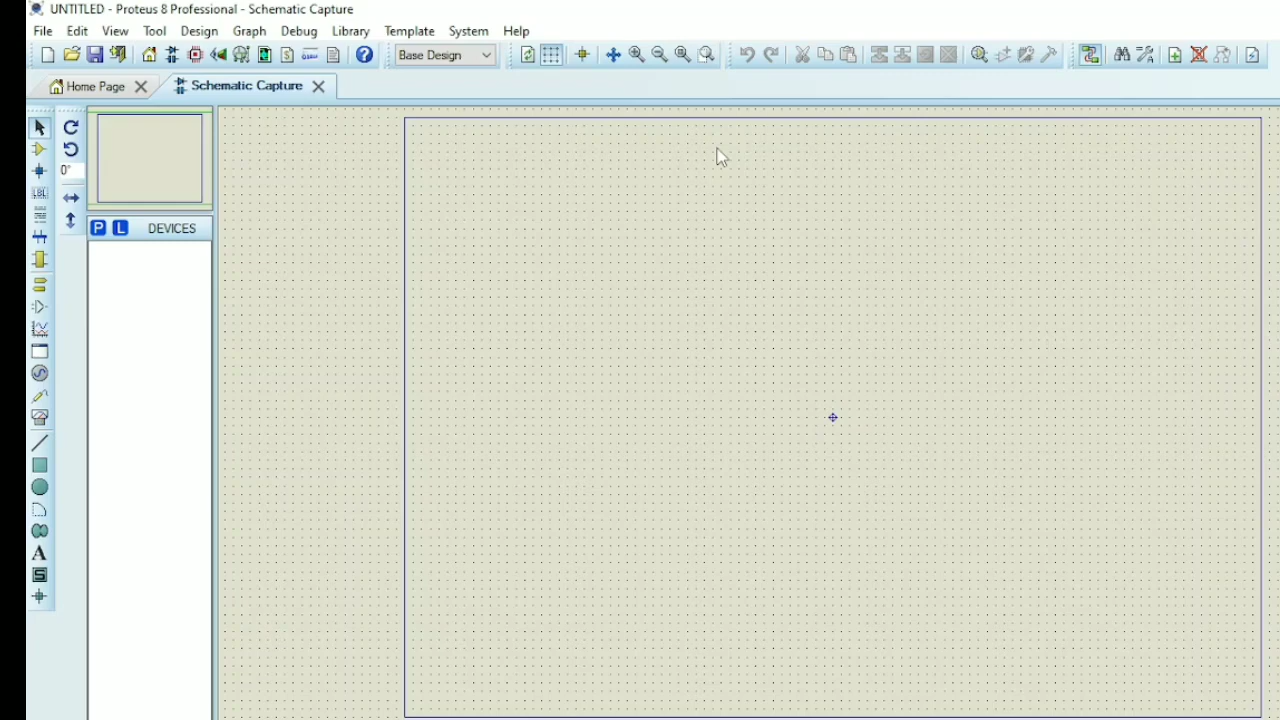 UNTITLED - Proteus 8 Professional - Schematic Capture
File Edit View Tool Design Graph Debug Library Template System Help
Base Design
Home Page Schematic Capture
0°
LBL
P L DEVICES
A
S